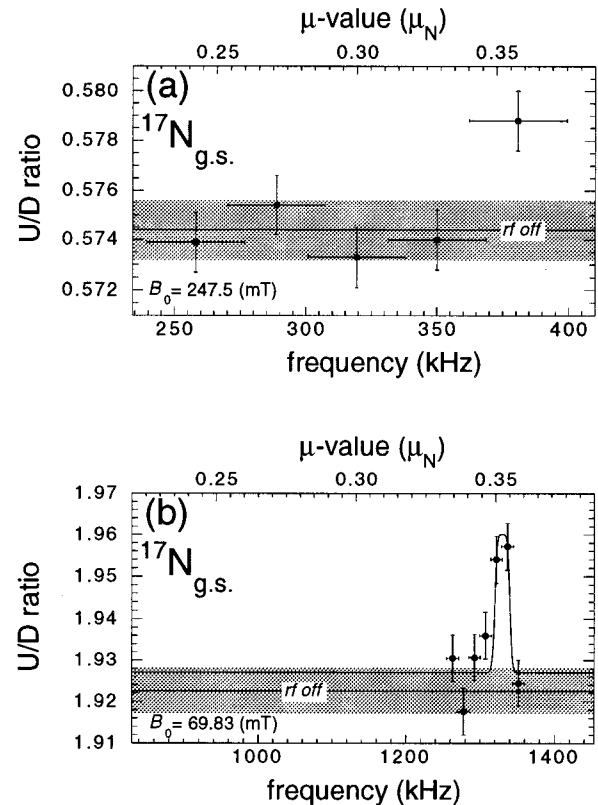 μ-value (μN)
0.25 0.30 0.35
(a)
17Ng.s.
U/D ratio
0.580
0.578
0.576
0.574
0.572
rf off
B0= 247.5 (mT)
250 300 350 400
frequency (kHz)
μ-value (μN)
0.25 0.30 0.35
(b)
17Ng.s.
U/D ratio
1.97
1.96
1.95
1.94
1.93
1.92
1.91
rf off
B0= 69.83 (mT)
1000 1200 1400
frequency (kHz)